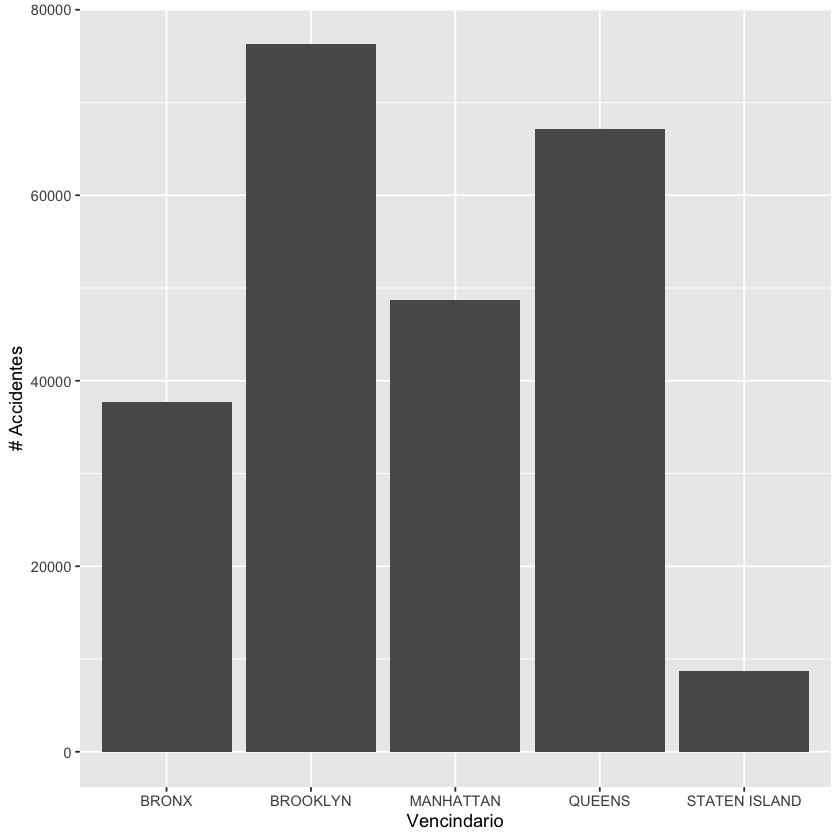 80000
60000
40000
20000
0
# Accidentes
BRONX BROOKLYN MANHATTAN QUEENS STATEN ISLAND
Vencindario